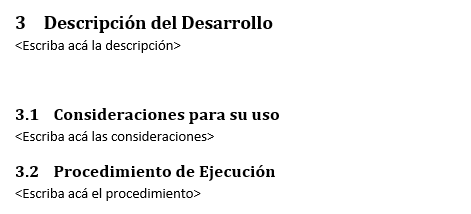 3 Descripción del Desarrollo
<Escriba acá la descripción>
3.1 Consideraciones para su uso
<Escriba acá las consideraciones>
3.2 Procedimiento de Ejecución
<Escriba acá el procedimiento>